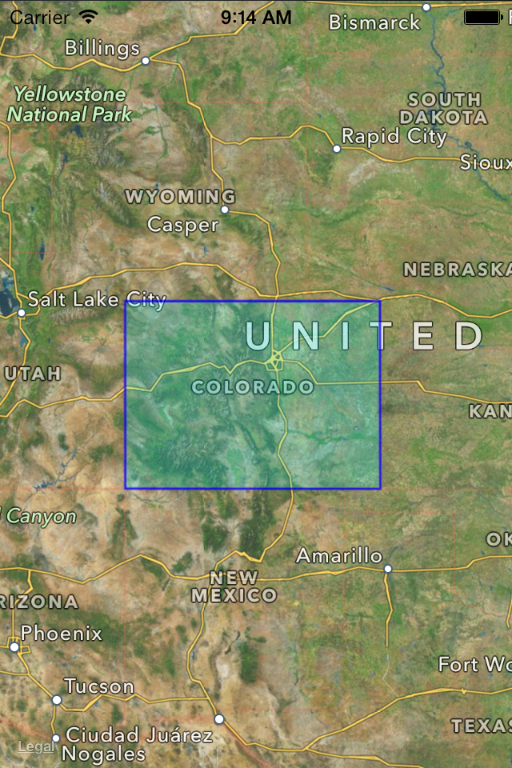 Carrier 9:14 AM
Bismarck
Billings
Yellowstone
National Park
SOUTH
DAKOTA
Rapid City
Sioux
WYOMING
Casper
NEBRASKA
Salt Lake City
UNITED
UTAH
COLORADO
KAN
Canyon
Amarillo
OK
NEW
MEXICO
RIZONA
Phoenix
Fort Wo
Tucson
TEXAS
Ciudad Juárez
Legal
Nogales